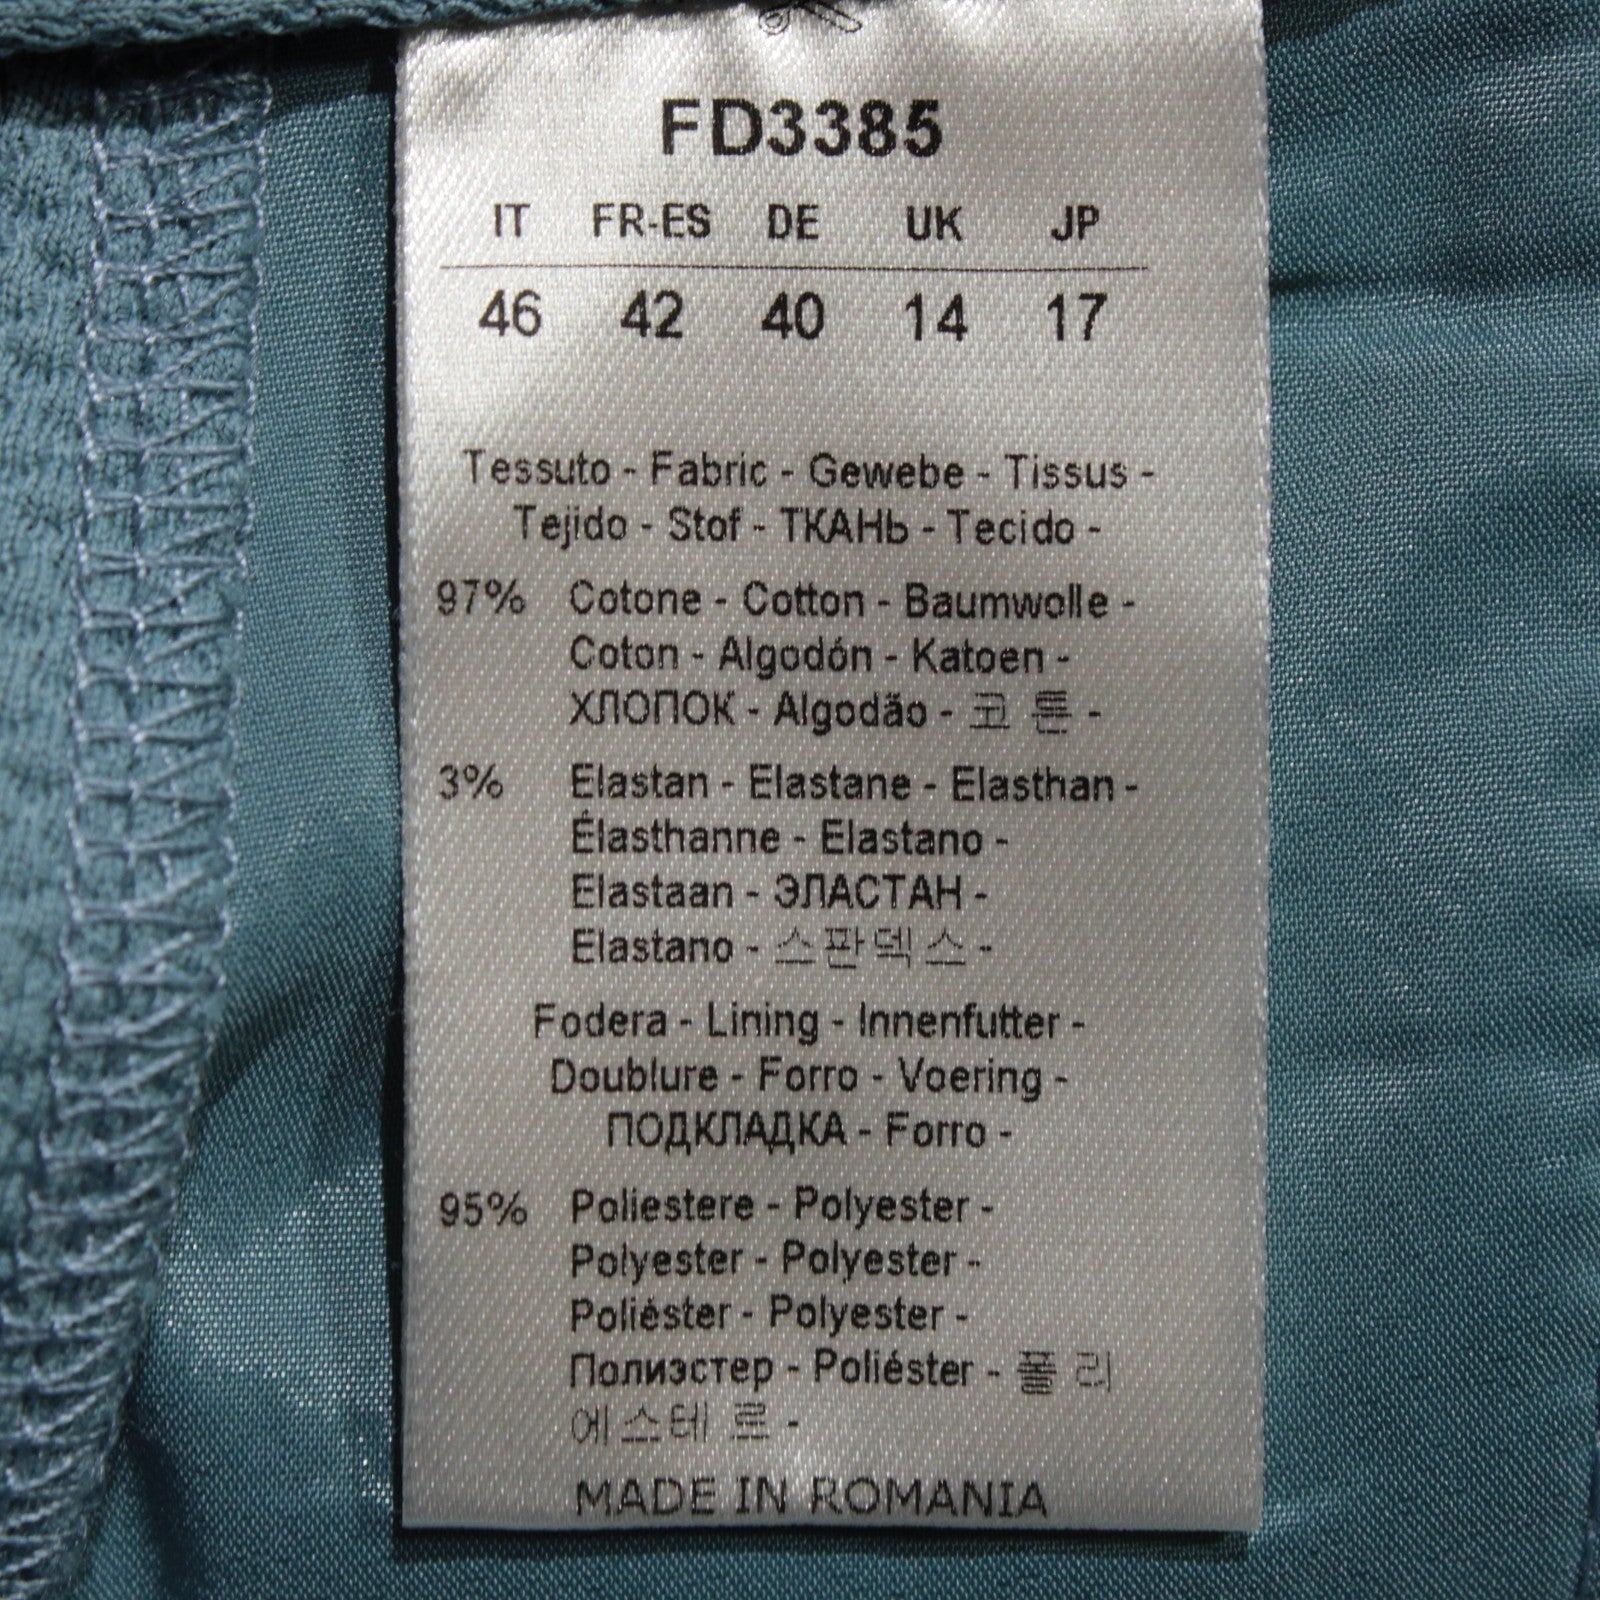 FD3385
IT FR-ES DE UK JP
46 42 40 14 17
Tessuto - Fabric - Gewebe - Tissus -
Tejido - Stof - ТКАНЬ - Tecido -
97% Cotone - Cotton - Baumwolle -
Coton - Algodón - Katoen -
ХЛОПОК - Algodão - 코 튼 -
3% Elastan - Elastane - Elasthan -
Élasthanne - Elastano -
Elastaan - ЭЛАСТАН -
Elastano - 스판덱스 -
Fodera - Lining - Innenfutter -
Doublure - Forro - Voering -
ПОДКЛАДКА - Forro -
95% Poliestere - Polyester -
Polyester - Polyester -
Poliéster - Polyester -
Полиэстер - Poliéster - 폴 리
에스테 르 -
MADE IN ROMANIA